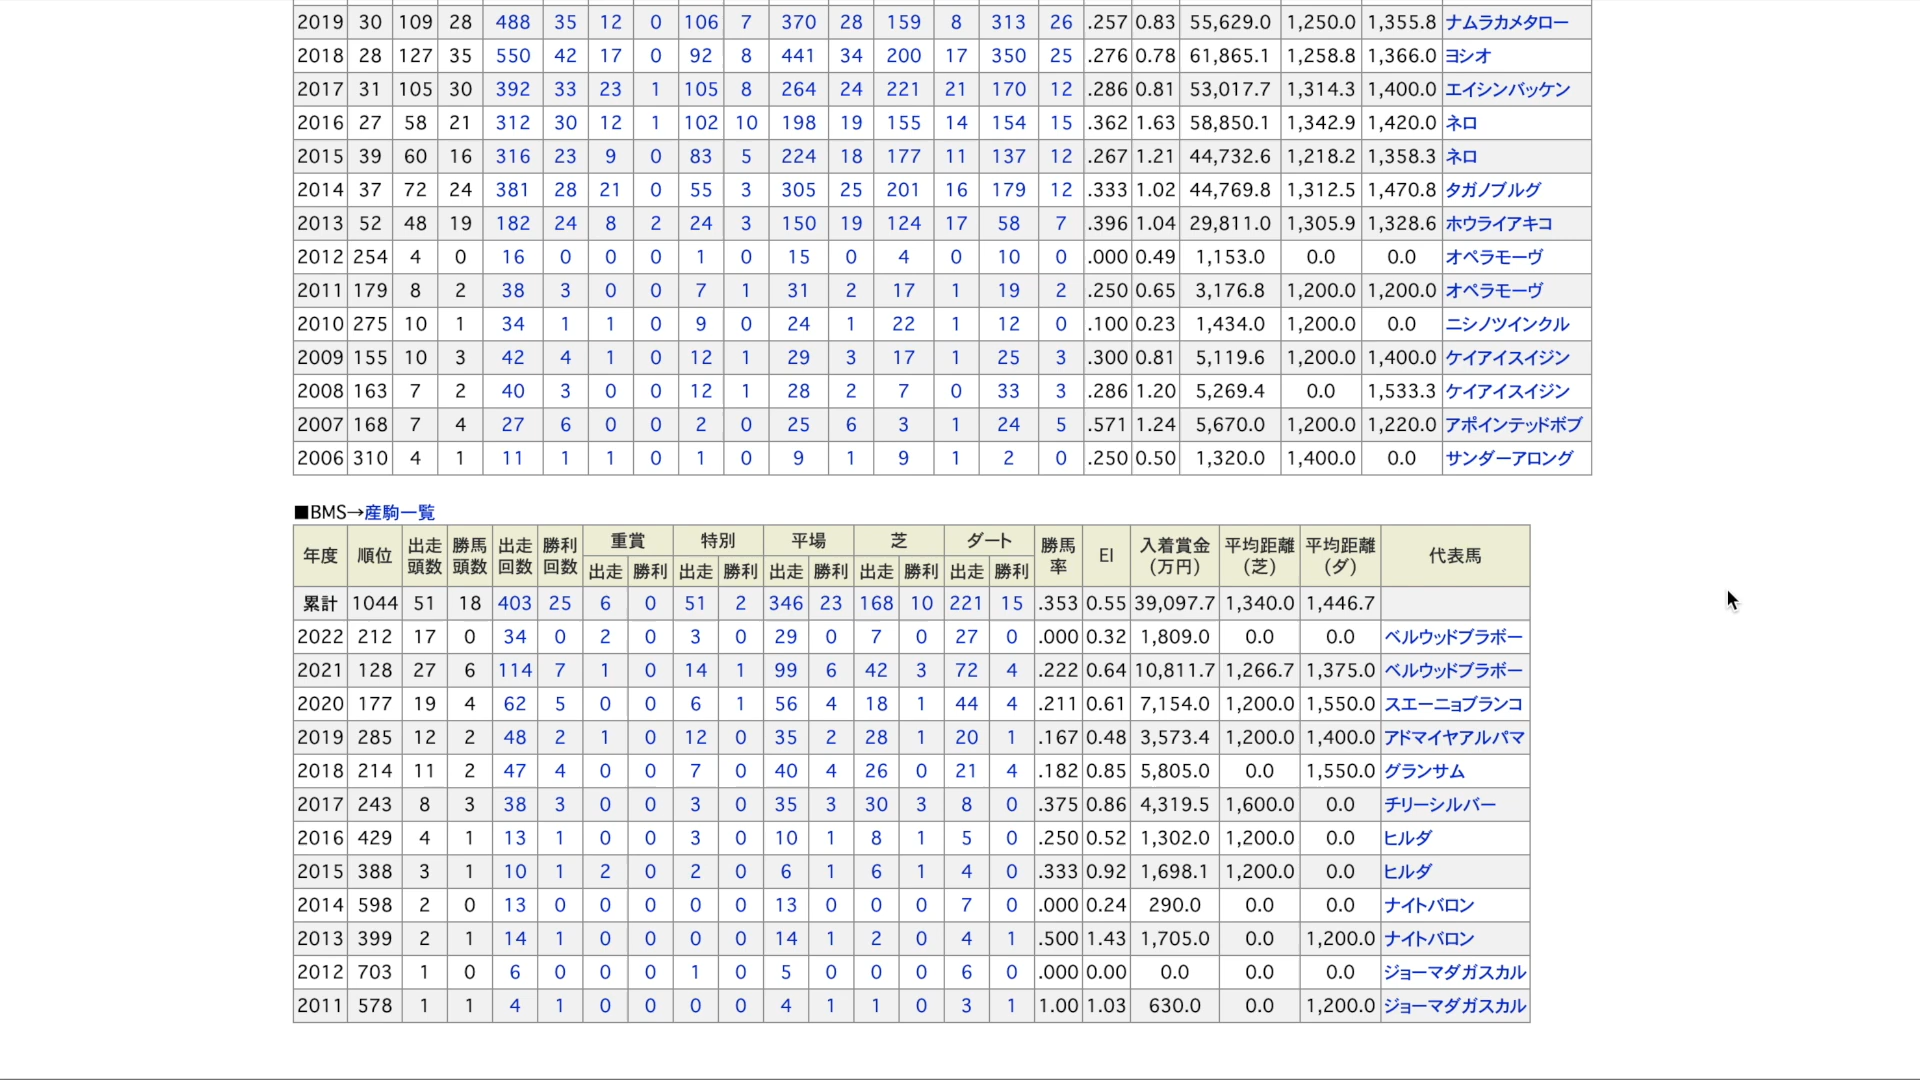 2019 30 109 28 488 35 12 0 106 7 370 28 159 8 313 26 .257 0.83 55,629.0 1,250.0 1,355.8 ナムラカメタロー
2018 28 127 35 550 42 17 0 92 8 441 34 200 17 350 25 .276 0.78 61,865.1 1,258.8 1,366.0 ヨシオ
2017 31 105 30 392 33 23 1 105 8 264 24 221 21 170 12 .286 0.81 53,017.7 1,314.3 1,400.0 エイシンバッケン
2016 27 58 21 312 30 12 1 102 10 198 19 155 14 154 15 .362 1.63 58,850.1 1,342.9 1,420.0 ネロ
2015 39 60 16 316 23 9 0 83 5 224 18 177 11 137 12 .267 1.21 44,732.6 1,218.2 1,358.3 ネロ
2014 37 72 24 381 28 21 0 55 3 305 25 201 16 179 12 .333 1.02 44,769.8 1,312.5 1,470.8 タガノブルグ
2013 52 48 19 182 24 8 2 24 3 150 19 124 17 58 7 .396 1.04 29,811.0 1,305.9 1,328.6 ホウライアキコ
2012 254 4 0 16 0 0 0 1 0 15 0 4 0 10 0 .000 0.49 1,153.0 0.0 0.0 オペラモーヴ
2011 179 8 2 38 3 0 0 7 1 31 2 17 1 19 2 .250 0.65 3,176.8 1,200.0 1,200.0 オペラモーヴ
2010 275 10 1 34 1 1 0 9 0 24 1 22 1 12 0 .100 0.23 1,434.0 1,200.0 0.0 ニシノツインクル
2009 155 10 3 42 4 1 0 12 1 29 3 17 1 25 3 .300 0.81 5,119.6 1,200.0 1,400.0 ケイアイスイジン
2008 163 7 2 40 3 0 0 12 1 28 2 7 0 33 3 .286 1.20 5,269.4 0.0 1,533.3 ケイアイスイジン
2007 168 7 4 27 6 0 0 2 0 25 6 3 1 24 5 .571 1.24 5,670.0 1,200.0 1,220.0 アポインテッドボブ
2006 310 4 1 11 1 1 0 1 0 9 1 9 1 2 0 .250 0.50 1,320.0 1,400.0 0.0 サンダーアロング
■BMS→産駒一覧
年度 順位 出走頭数 勝馬頭数 出走回数 勝利回数 重賞 特別 平場 芝 ダート 勝馬率 EI 入着賞金(万円) 平均距離(芝) 平均距離(ダ) 代表馬
出走 勝利 出走 勝利 出走 勝利 出走 勝利 出走 勝利
累計 1044 51 18 403 25 6 0 51 2 346 23 168 10 221 15 .353 0.55 39,097.7 1,340.0 1,446.7
2022 212 17 0 34 0 2 0 3 0 29 0 7 0 27 0 .000 0.32 1,809.0 0.0 0.0 ベルウッドブラボー
2021 128 27 6 114 7 1 0 14 1 99 6 42 3 72 4 .222 0.64 10,811.7 1,266.7 1,375.0 ベルウッドブラボー
2020 177 19 4 62 5 0 0 6 1 56 4 18 1 44 4 .211 0.61 7,154.0 1,200.0 1,550.0 スエーニョブランコ
2019 285 12 2 48 2 1 0 12 0 35 2 28 1 20 1 .167 0.48 3,573.4 1,200.0 1,400.0 アドマイヤアルパマ
2018 214 11 2 47 4 0 0 7 0 40 4 26 0 21 4 .182 0.85 5,805.0 0.0 1,550.0 グランサム
2017 243 8 3 38 3 0 0 3 0 35 3 30 3 8 0 .375 0.86 4,319.5 1,600.0 0.0 チリーシルバー
2016 429 4 1 13 1 0 0 3 0 10 1 8 1 5 0 .250 0.52 1,302.0 1,200.0 0.0 ヒルダ
2015 388 3 1 10 1 2 0 2 0 6 1 6 1 4 0 .333 0.92 1,698.1 1,200.0 0.0 ヒルダ
2014 598 2 0 13 0 0 0 0 0 13 0 0 0 7 0 .000 0.24 290.0 0.0 0.0 ナイトバロン
2013 399 2 1 14 1 0 0 0 0 14 1 2 0 4 1 .500 1.43 1,705.0 0.0 1,200.0 ナイトバロン
2012 703 1 0 6 0 0 0 1 0 5 0 0 0 6 0 .000 0.00 0.0 0.0 0.0 ジョーマダガスカル
2011 578 1 1 4 1 0 0 0 0 4 1 1 0 3 1 1.00 1.03 630.0 0.0 1,200.0 ジョーマダガスカル